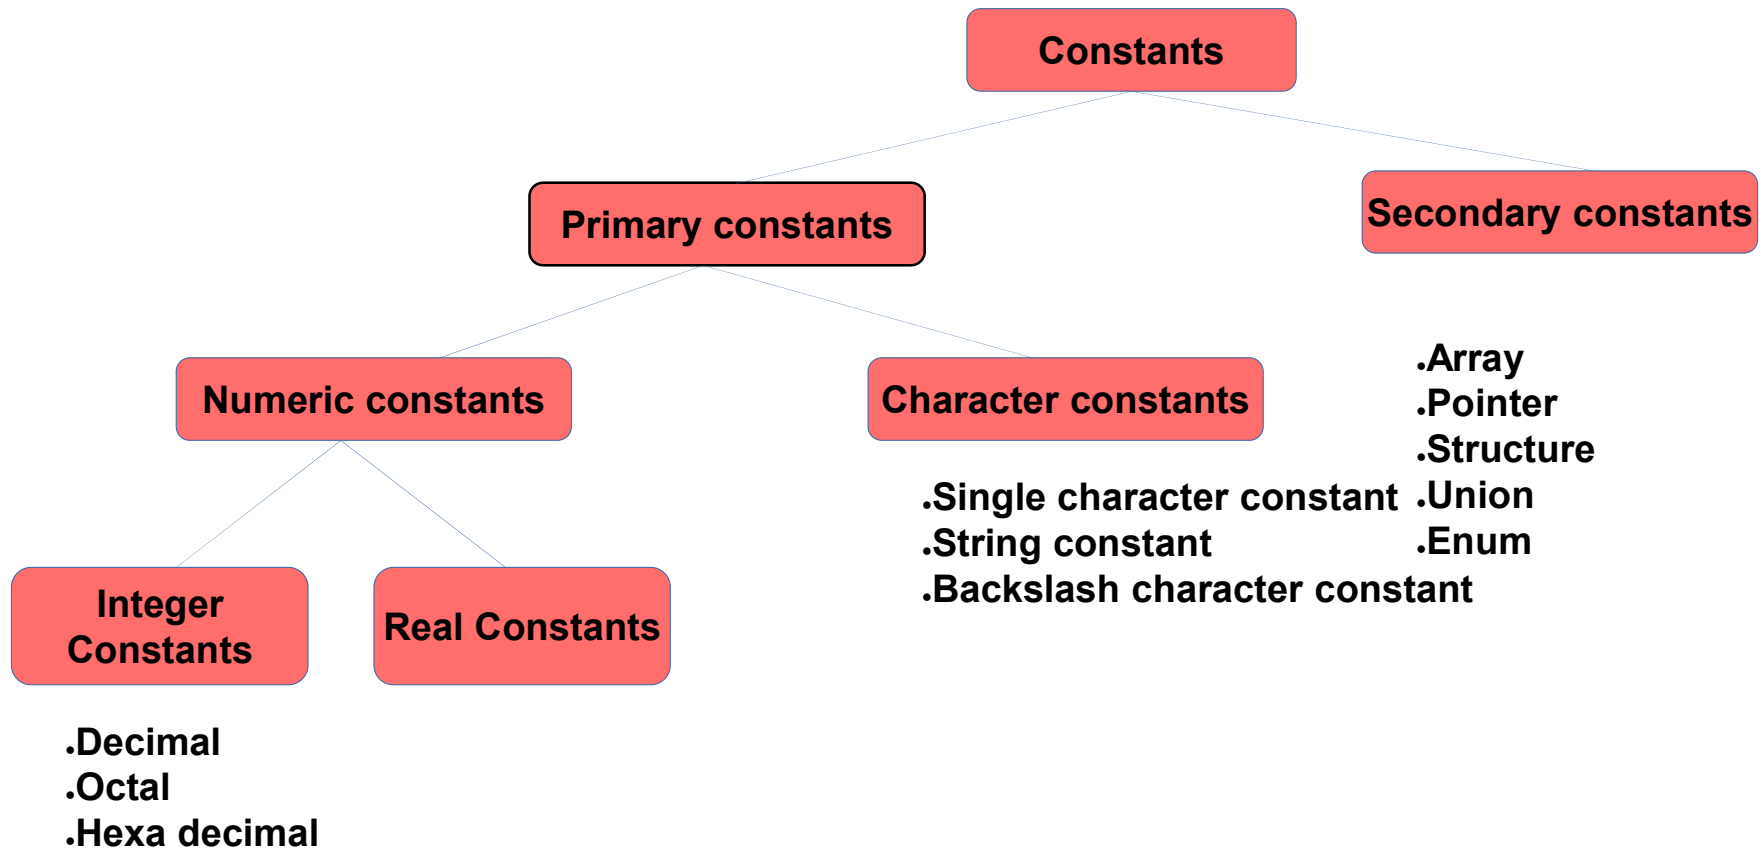 Constants
Primary constants
Secondary constants
Numeric constants
Character constants
.Array
.Pointer
.Structure
.Union
.Enum
.Single character constant
.String constant
.Backslash character constant
Integer
Constants
Real Constants
.Decimal
.Octal
.Hexa decimal